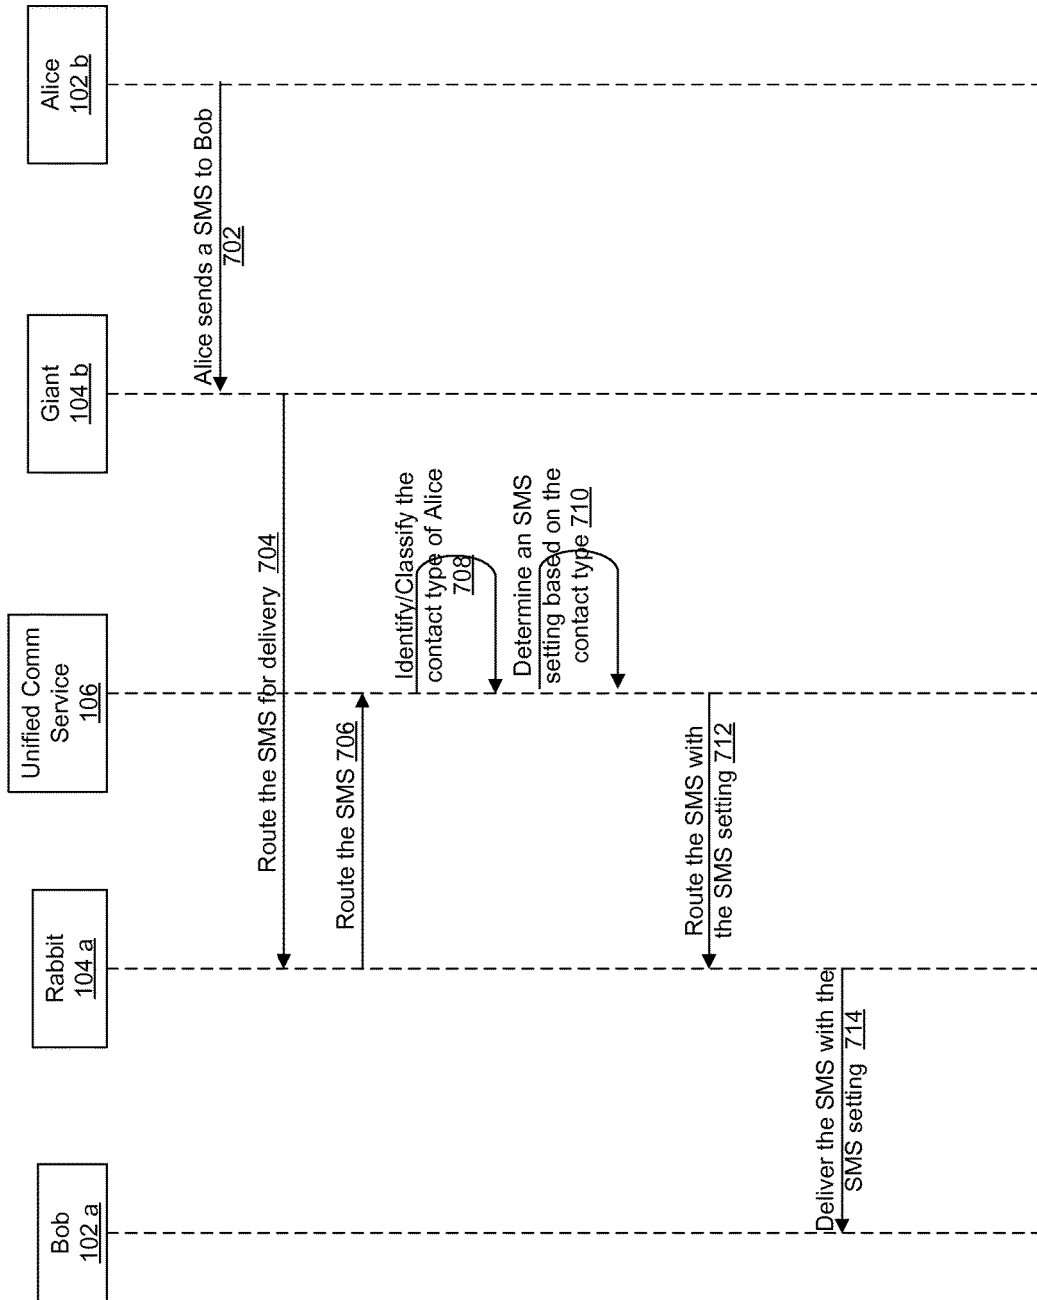 Bob
102 a
Rabbit
104 a
Unified Comm
Service
106
Giant
104 b
Alice
102 b
Alice sends a SMS to Bob
702
Route the SMS for delivery 704
Route the SMS 706
Identify/Classify the
contact type of Alice
708
Determine an SMS
setting based on the
contact type 710
Route the SMS with
the SMS setting 712
Deliver the SMS with the
SMS setting 714